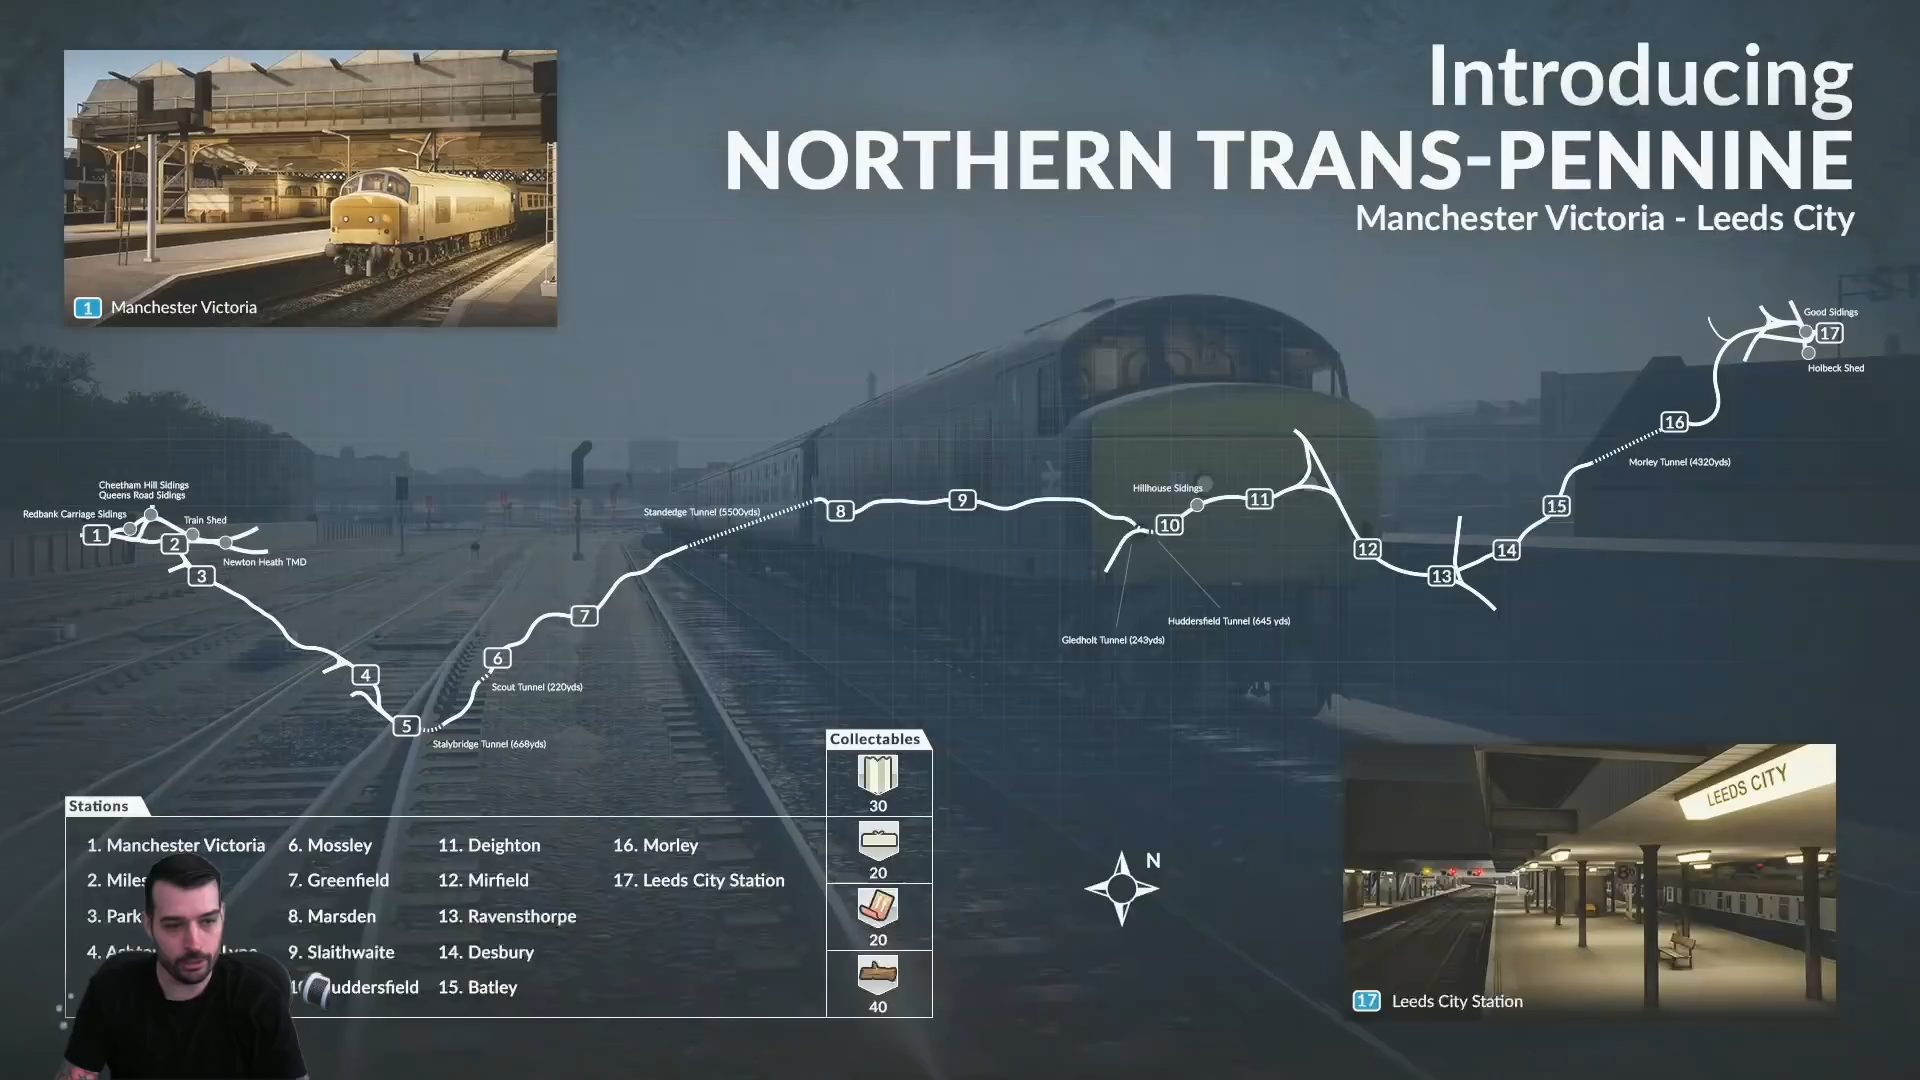 Introducing
NORTHERN TRANS-PENNINE
Manchester Victoria - Leeds City
1 Manchester Victoria
Good Sidings
17
Holbeck Shed
16
Morley Tunnel (4320yds)
15
14
13
12
11
Hillhouse Sidings
10
Huddersfield Tunnel (645 yds)
Gledholt Tunnel (243yds)
9
8
Standedge Tunnel (5500yds)
7
6
Scout Tunnel (220yds)
5
Stalybridge Tunnel (668yds)
4
3
2
1
Cheetham Hill Sidings
Queens Road Sidings
Redbank Carriage Sidings
Train Shed
Newton Heath TMD
Stations
1. Manchester Victoria
2. Miles
3. Park
4.
6. Mossley
7. Greenfield
8. Marsden
9. Slaithwaite
11. Deighton
12. Mirfield
13. Ravensthorpe
14. Desbury
15. Batley
16. Morley
17. Leeds City Station
Collectables
30
20
20
40
N
LEEDS CITY
17 Leeds City Station